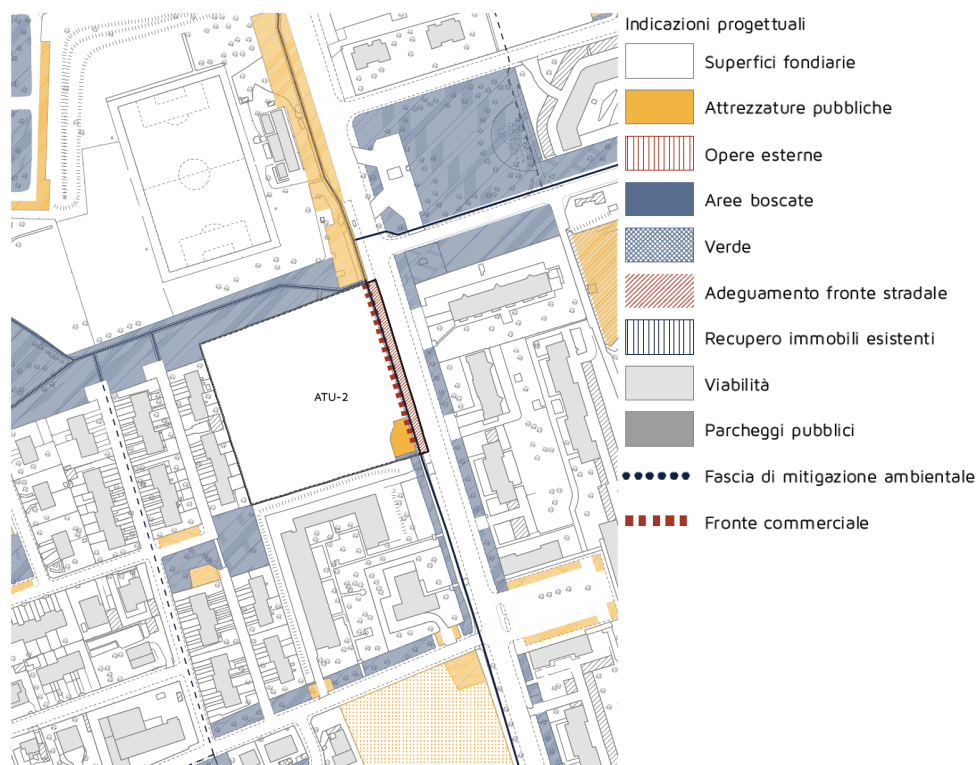 Indicazioni progettuali
Superfici fondiarie
Attrezzature pubbliche
Opere esterne
Aree boscate
Verde
Adeguamento fronte stradale
Recupero immobili esistenti
Viabilità
Parcheggi pubblici
Fascia di mitigazione ambientale
Fronte commerciale
ATU-2